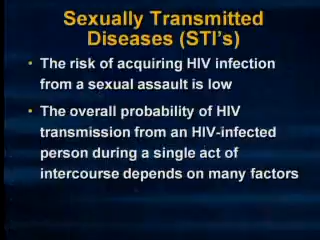 Sexually Transmitted
Diseases (STI's)
• The risk of acquiring HIV infection
from a sexual assault is low
• The overall probability of HIV
transmission from an HIV-infected
person during a single act of
intercourse depends on many factors